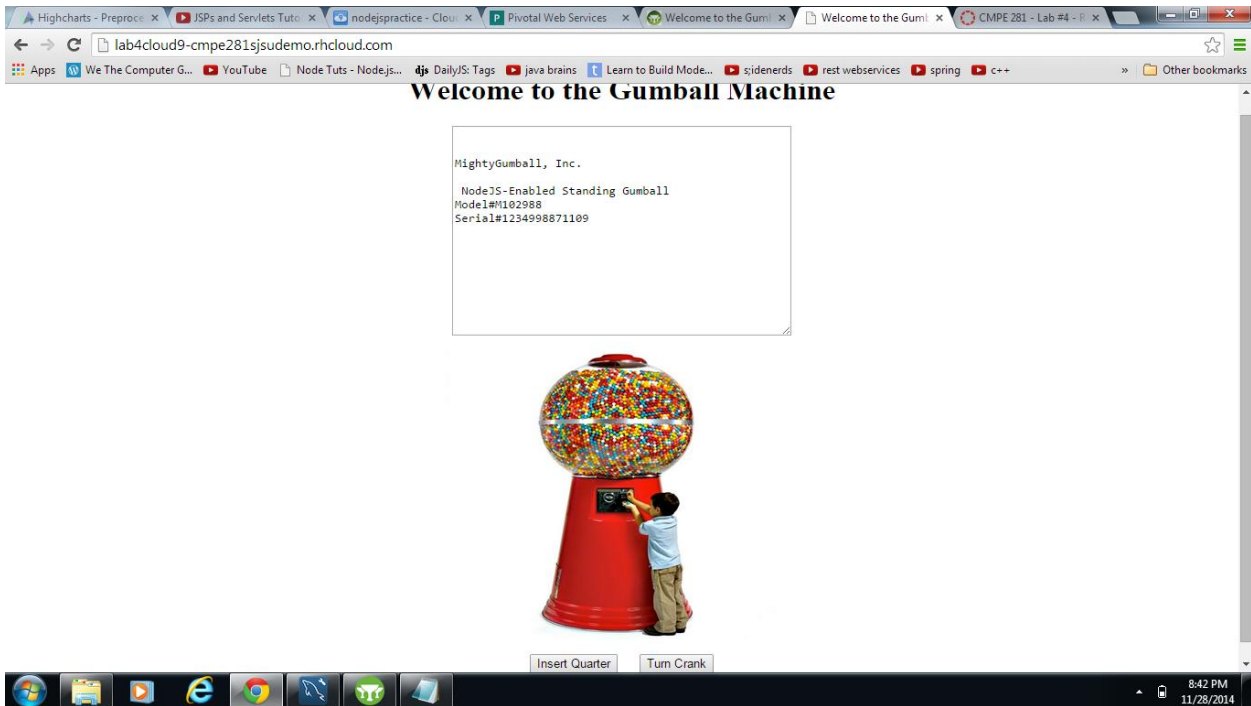 Highcharts - Preproce
JSPs and Servlets Tuto
nodejspractice - Clou
Pivotal Web Services
Welcome to the Gum
Welcome to the Gumb
CMPE 281 - Lab #4 - R
lab4cloud9-cmpe281sjsudemo.rhcloud.com
Apps
We The Computer G...
YouTube
Node Tuts - Node.js...
djs DailyJS: Tags
java brains
t Learn to Build Mode...
s;idenerds
rest webservices
spring
c++
»
Other bookmarks
Welcome to the Gumball Machine
MightyGumball, Inc.
NodeJS-Enabled Standing Gumball
Model#M102988
Serial#1234998871109
Insert Quarter
Turn Crank
8:42 PM
11/28/2014